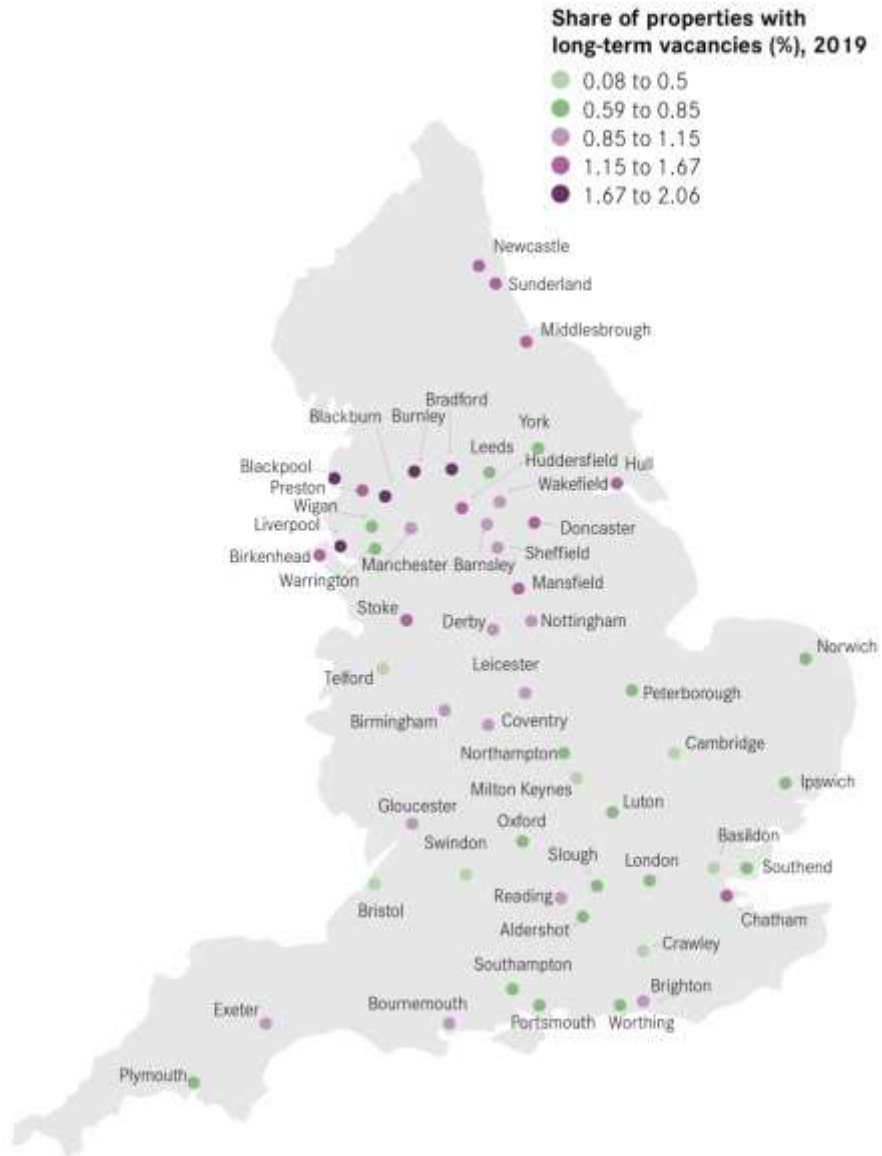 Share of properties with
long-term vacancies (%), 2019
0.08 to 0.5
0.59 to 0.85
0.85 to 1.15
1.15 to 1.67
1.67 to 2.06
Newcastle
Sunderland
Middlesbrough
Bradford
Blackburn
Burnley
York
Leeds
Huddersfield
Hull
Blackpool
Preston
Wakefield
Wigan
Liverpool
Doncaster
Birkenhead
Sheffield
Manchester
Barnsley
Warrington
Mansfield
Stoke
Derby
Nottingham
Norwich
Leicester
Telford
Peterborough
Birmingham
Coventry
Cambridge
Northampton
Milton Keynes
Ipswich
Gloucester
Luton
Oxford
Swindon
Basildon
Slough
London
Southend
Reading
Bristol
Chatham
Aldershot
Crawley
Southampton
Brighton
Exeter
Bournemouth
Portsmouth
Worthing
Plymouth